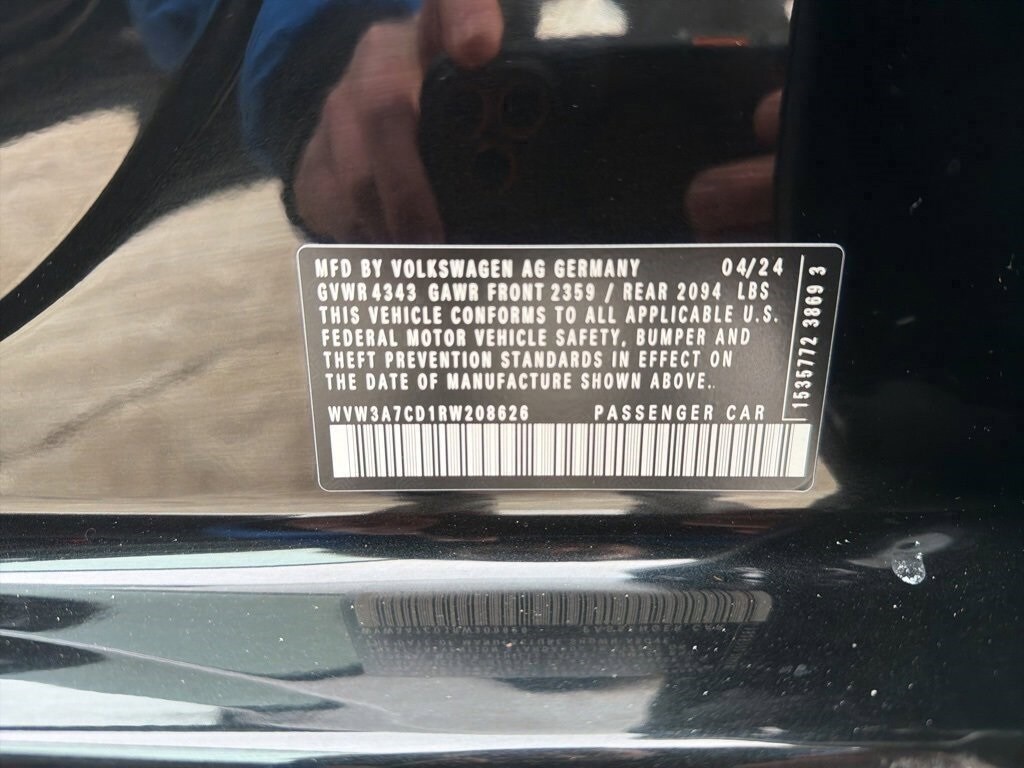 MFD BY VOLKSWAGEN AG GERMANY 04/24
GVWR 4343 GAWR FRONT 2359 / REAR 2094 LBS
THIS VEHICLE CONFORMS TO ALL APPLICABLE U.S.
FEDERAL MOTOR VEHICLE SAFETY, BUMPER AND
THEFT PREVENTION STANDARDS IN EFFECT ON
THE DATE OF MANUFACTURE SHOWN ABOVE..
WVW3A7CD1RW208626 PASSENGER CAR
1535772 3869 3